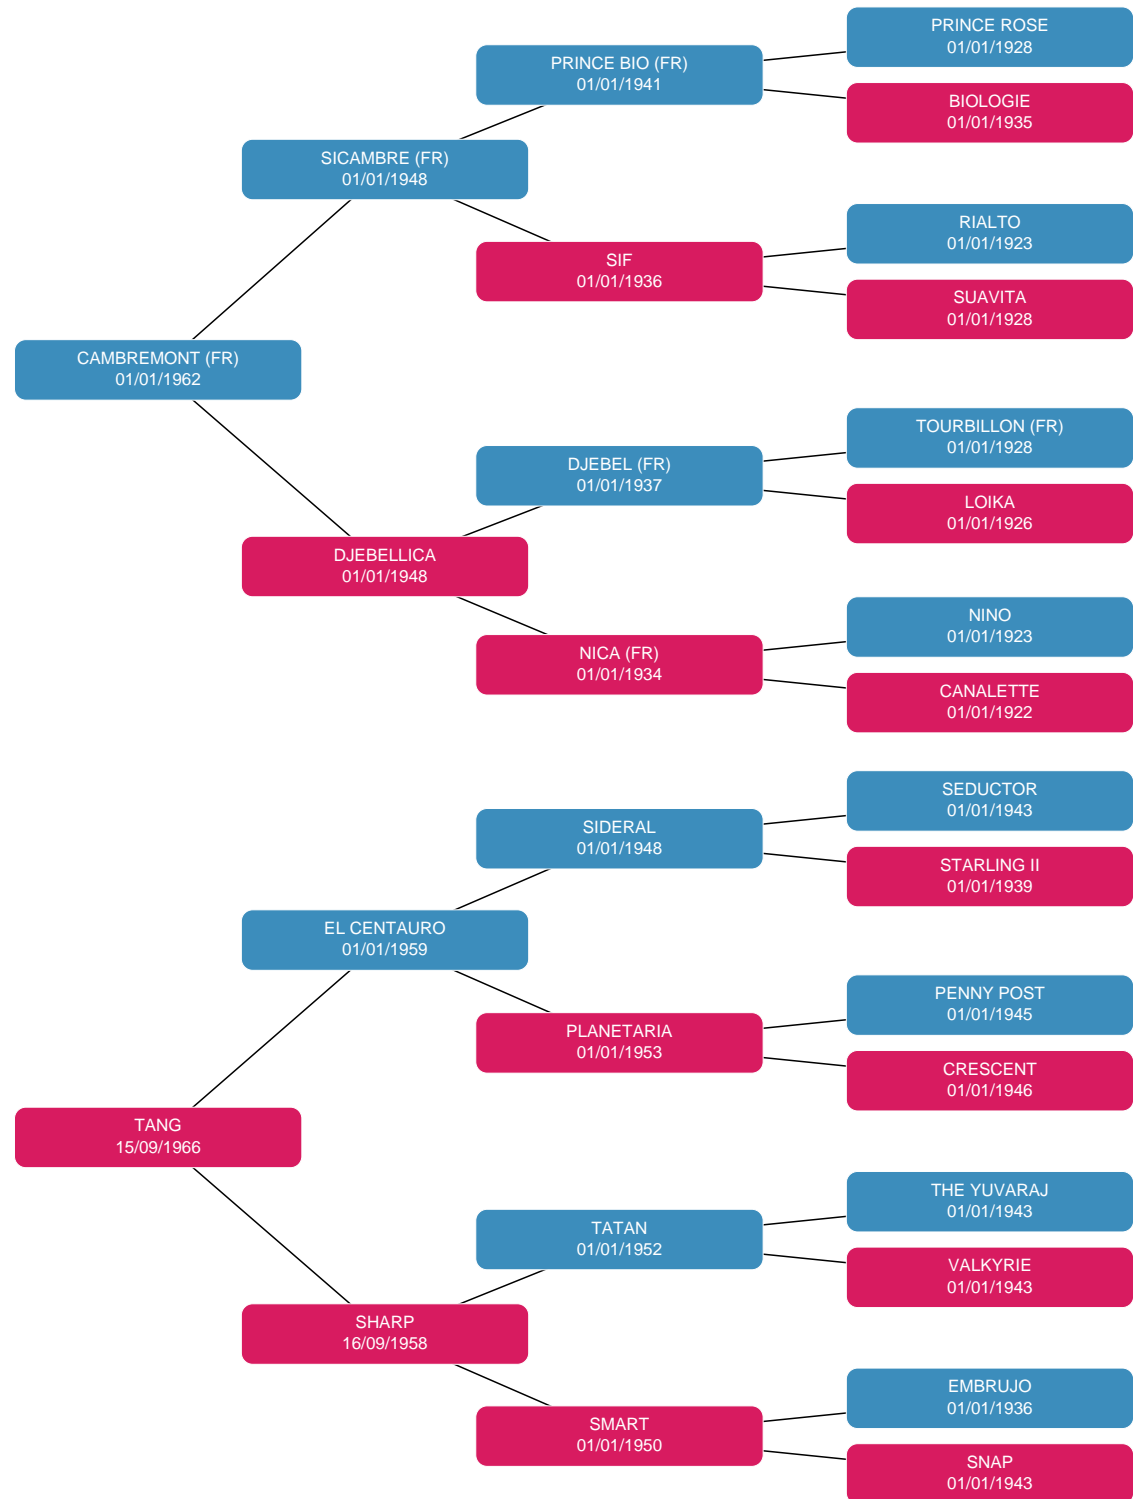 PRINCE ROSE
01/01/1928
PRINCE BIO (FR)
01/01/1941
BIOLOGIE
01/01/1935
SICAMBRE (FR)
01/01/1948
RIALTO
01/01/1923
SIF
01/01/1936
SUAVITA
01/01/1928
CAMBREMONT (FR)
01/01/1962
TOURBILLON (FR)
01/01/1928
DJEBEL (FR)
01/01/1937
LOIKA
01/01/1926
DJEBELLICA
01/01/1948
NINO
01/01/1923
NICA (FR)
01/01/1934
CANALETTE
01/01/1922
SEDUCTOR
01/01/1943
SIDERAL
01/01/1948
STARLING II
01/01/1939
EL CENTAURO
01/01/1959
PENNY POST
01/01/1945
PLANETARIA
01/01/1953
CRESCENT
01/01/1946
TANG
15/09/1966
THE YUVARAJ
01/01/1943
TATAN
01/01/1952
VALKYRIE
01/01/1943
SHARP
16/09/1958
EMBRUJO
01/01/1936
SMART
01/01/1950
SNAP
01/01/1943